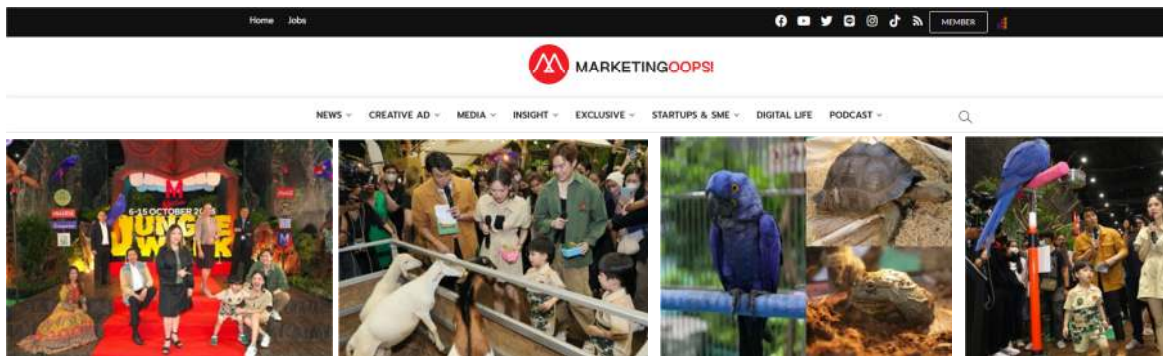 Home Jobs
MEMBER
MARKETINGOOPS!
NEWS CREATIVE AD MEDIA INSIGHT EXCLUSIVE STARTUPS & SME DIGITAL LIFE PODCAST
M
6-15 OCTOBER
JUNGLE
WALK